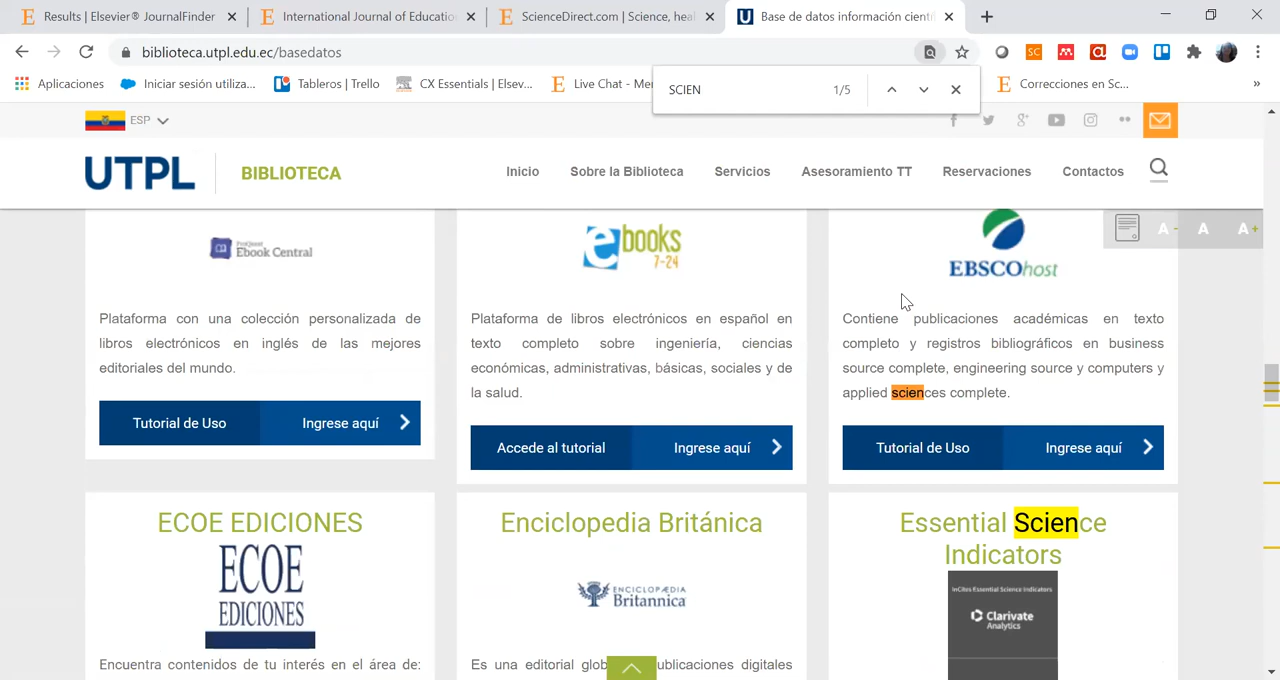 Results | Elsevier® JournalFinder
International Journal of Educatio
ScienceDirect.com | Science, heal
Base de datos información cientí
biblioteca.utpl.edu.ec/basedatos
Aplicaciones
Iniciar sesión utiliza...
Tableros | Trello
CX Essentials | Elsev...
Live Chat - Mer
Correcciones en Sc...
SCIEN
1/5
ESP
UTPL
BIBLIOTECA
Inicio
Sobre la Biblioteca
Servicios
Asesoramiento TT
Reservaciones
Contactos
A -
A
A +
ProQuest
Ebook Central
Plataforma con una colección personalizada de
libros electrónicos en inglés de las mejores
editoriales del mundo.
Tutorial de Uso
Ingrese aquí
ebooks
7-24
Plataforma de libros electrónicos en español en
texto completo sobre ingeniería, ciencias
económicas, administrativas, básicas, sociales y de
la salud.
Accede al tutorial
Ingrese aquí
EBSCOhost
Contiene publicaciones académicas en texto
completo y registros bibliográficos en business
source complete, engineering source y computers y
applied sciences complete.
Tutorial de Uso
Ingrese aquí
ECOE EDICIONES
ECOE
EDICIONES
Encuentra contenidos de tu interés en el área de:
Enciclopedia Británica
ENCYCLOPÆDIA
Britannica
Es una editorial glob
ublicaciones digitales
Essential Science
Indicators
InCites Essential Science Indicators
Clarivate
Analytics